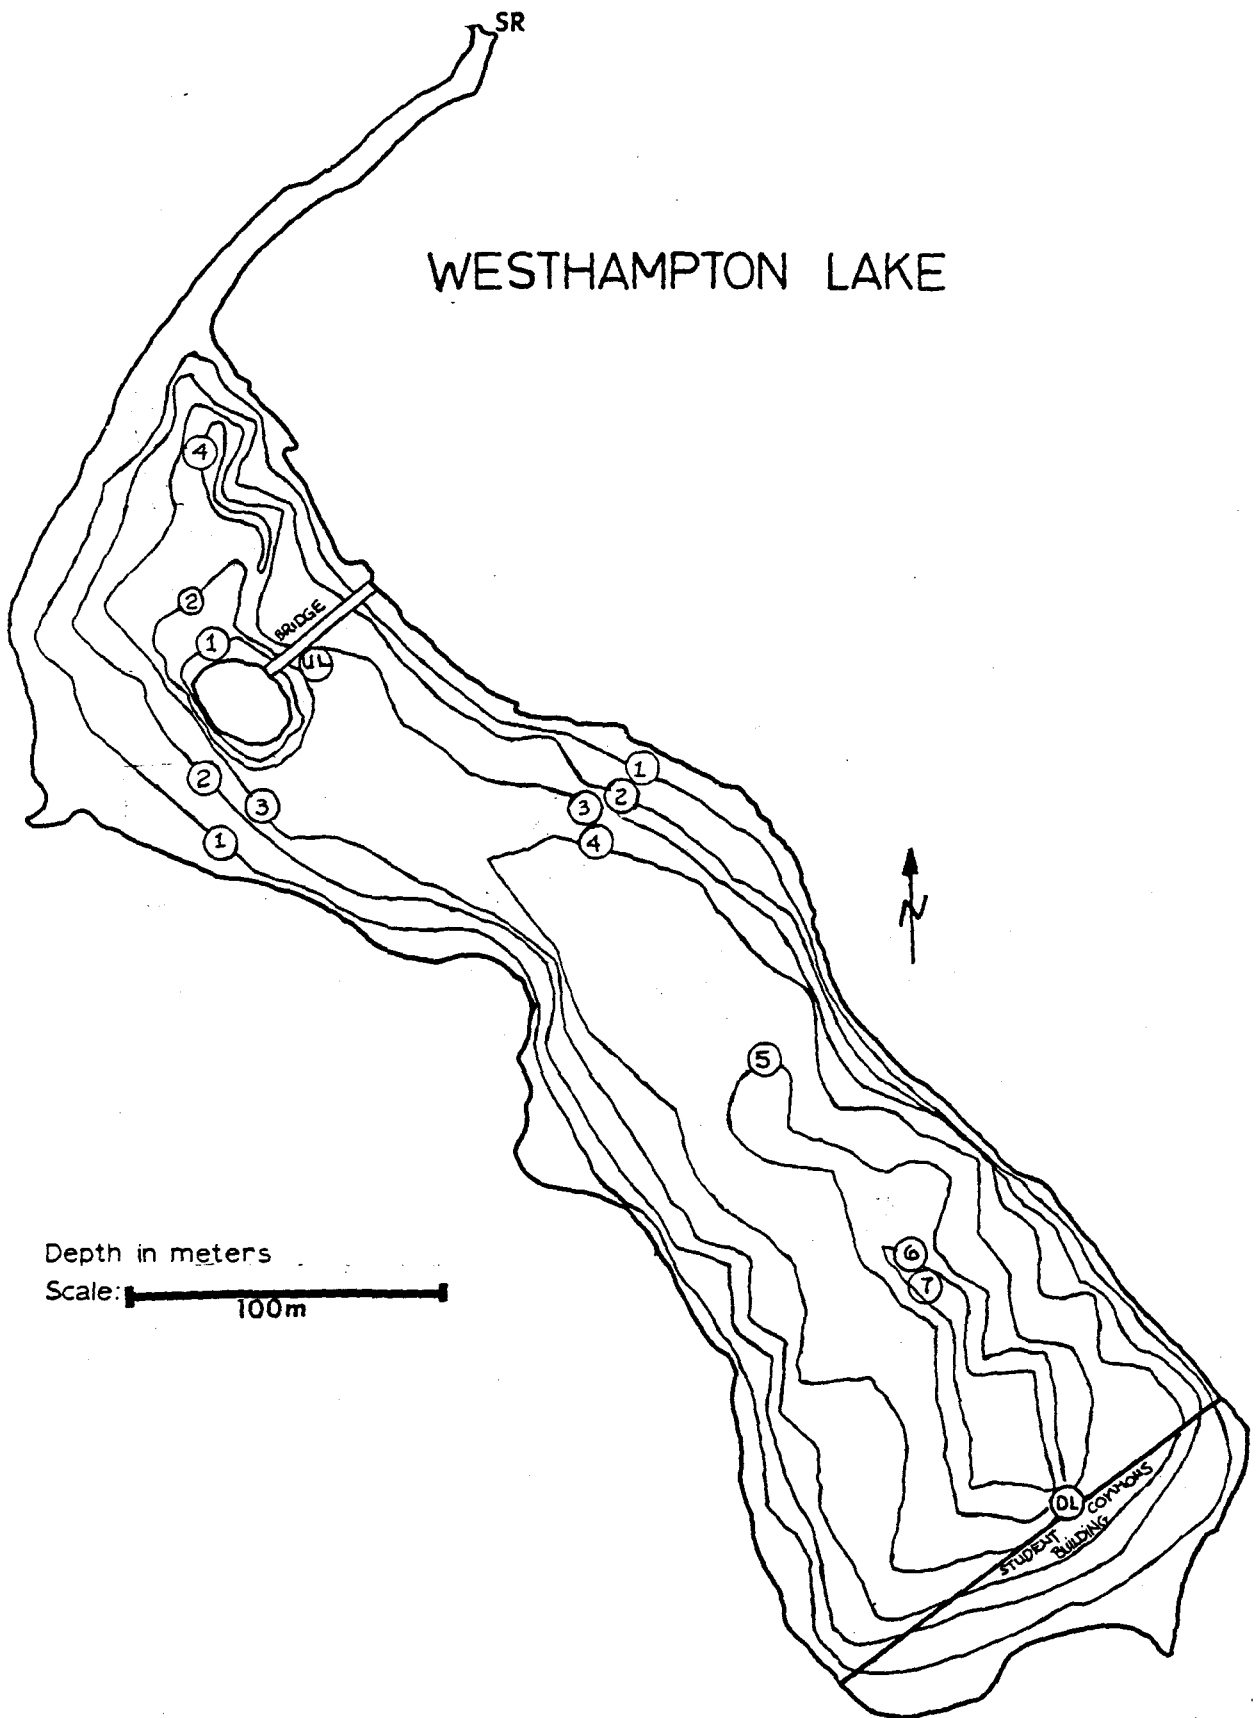 SR
WESTHAMPTON LAKE
4
2
BRIDGE
1
UL
1
2
2
3
3
1
4
N
5
6
7
Depth in meters
Scale:
100m
DL
STUDENT COMMONS
BUILDING